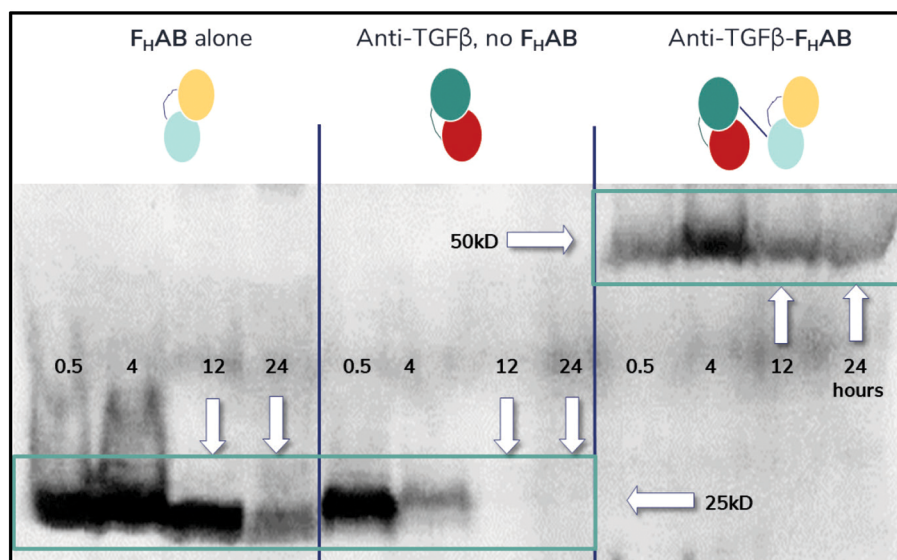 FHAB alone
Anti-TGFβ, no FHAB
Anti-TGFβ-FHAB
50kD
0.5 4 12 24
0.5 4 12 24
0.5 4 12 24
hours
25kD